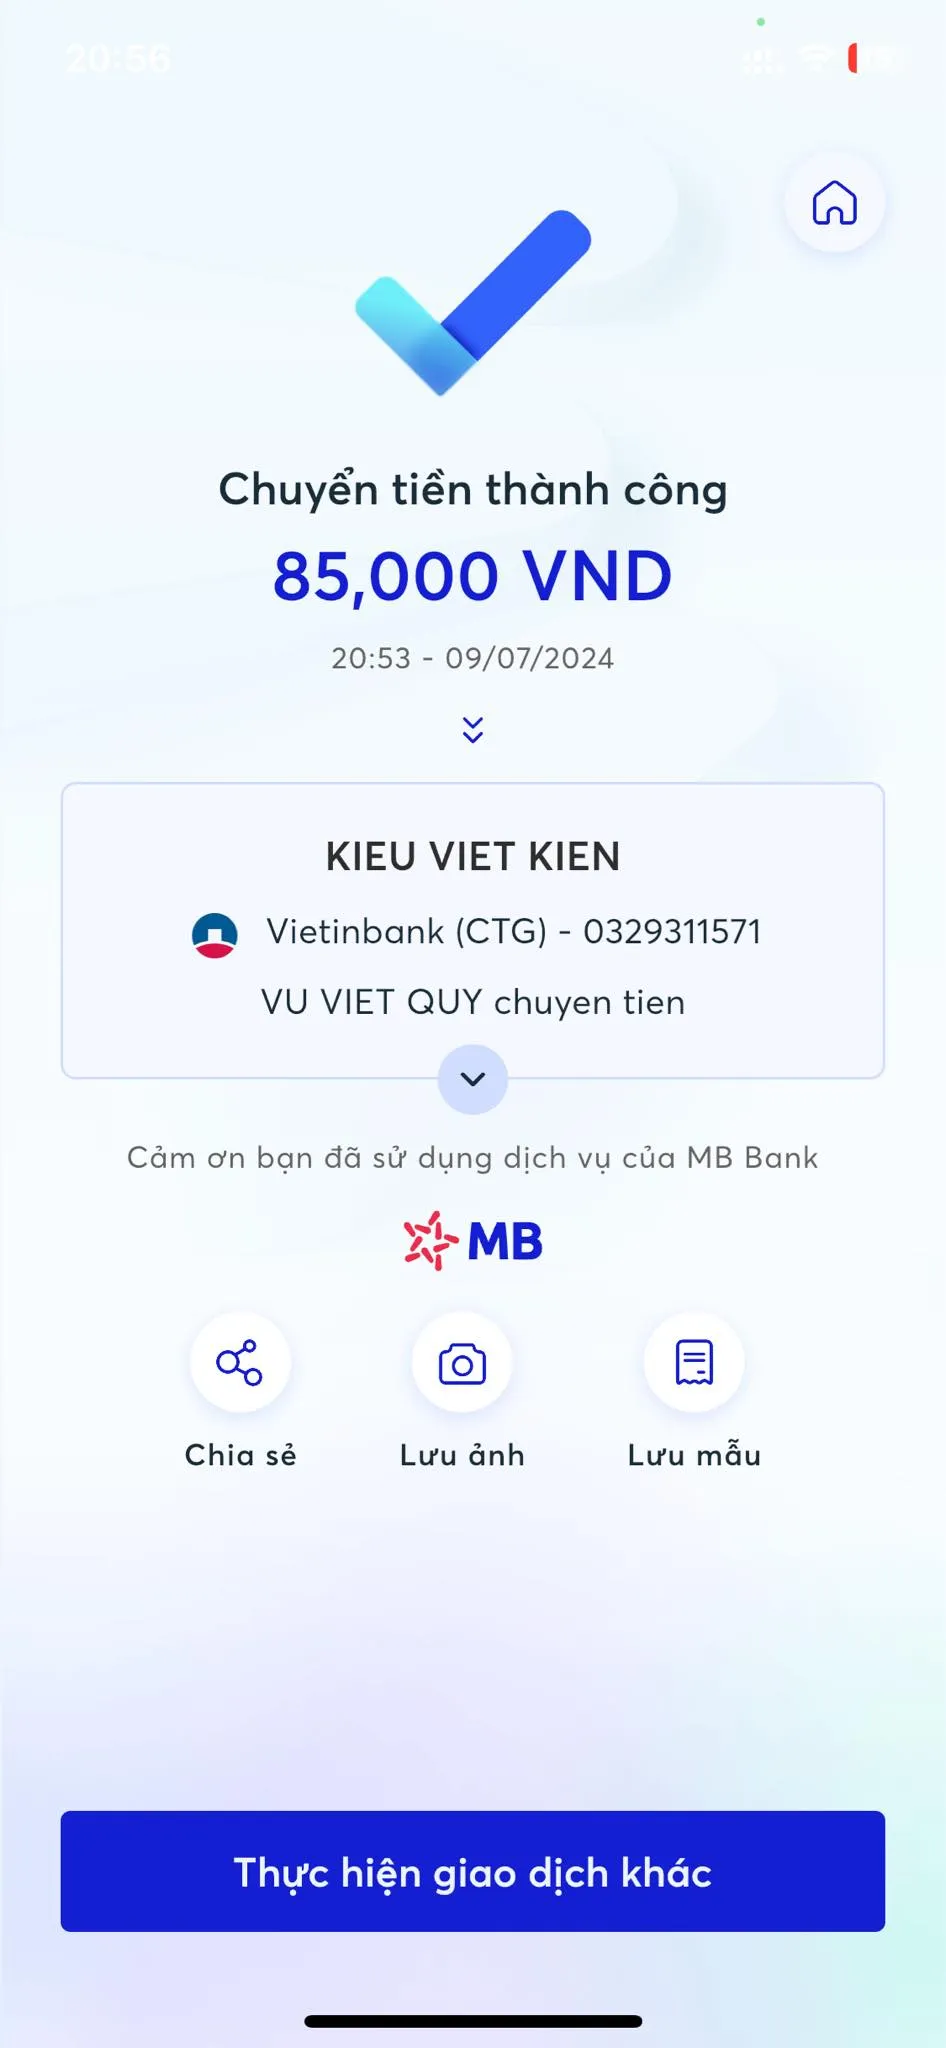 20:56
Chuyển tiền thành công
85,000 VND
20:53 - 09/07/2024
KIEU VIET KIEN
Vietinbank (CTG) - 0329311571
VU VIET QUY chuyen tien
Cảm ơn bạn đã sử dụng dịch vụ của MB Bank
MB
Chia sẻ
Lưu ảnh
Lưu mẫu
Thực hiện giao dịch khác